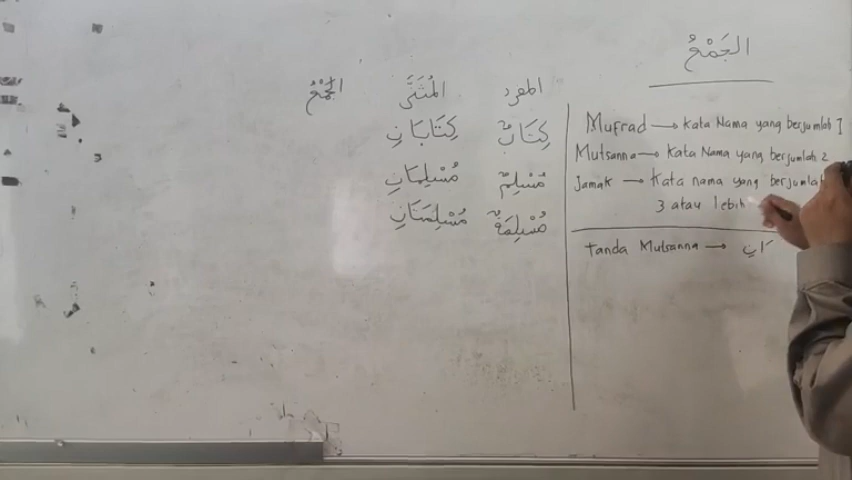 الجَمْعُ
Mufrad → Kata Nama yang berjumlah 1
Mutsanna → Kata Nama yang berjumlah 2
Jamak → Kata nama yang berjumlah
3 atau lebih
Tanda Mutsanna → َانِ
المفرد المُثَنَّى الجَمْعُ
كِتَابٌ كِتَابَانِ
مُسْلِمٌ مُسْلِمَانِ
مُسْلِمَةٌ مُسْلِمَتَانِ